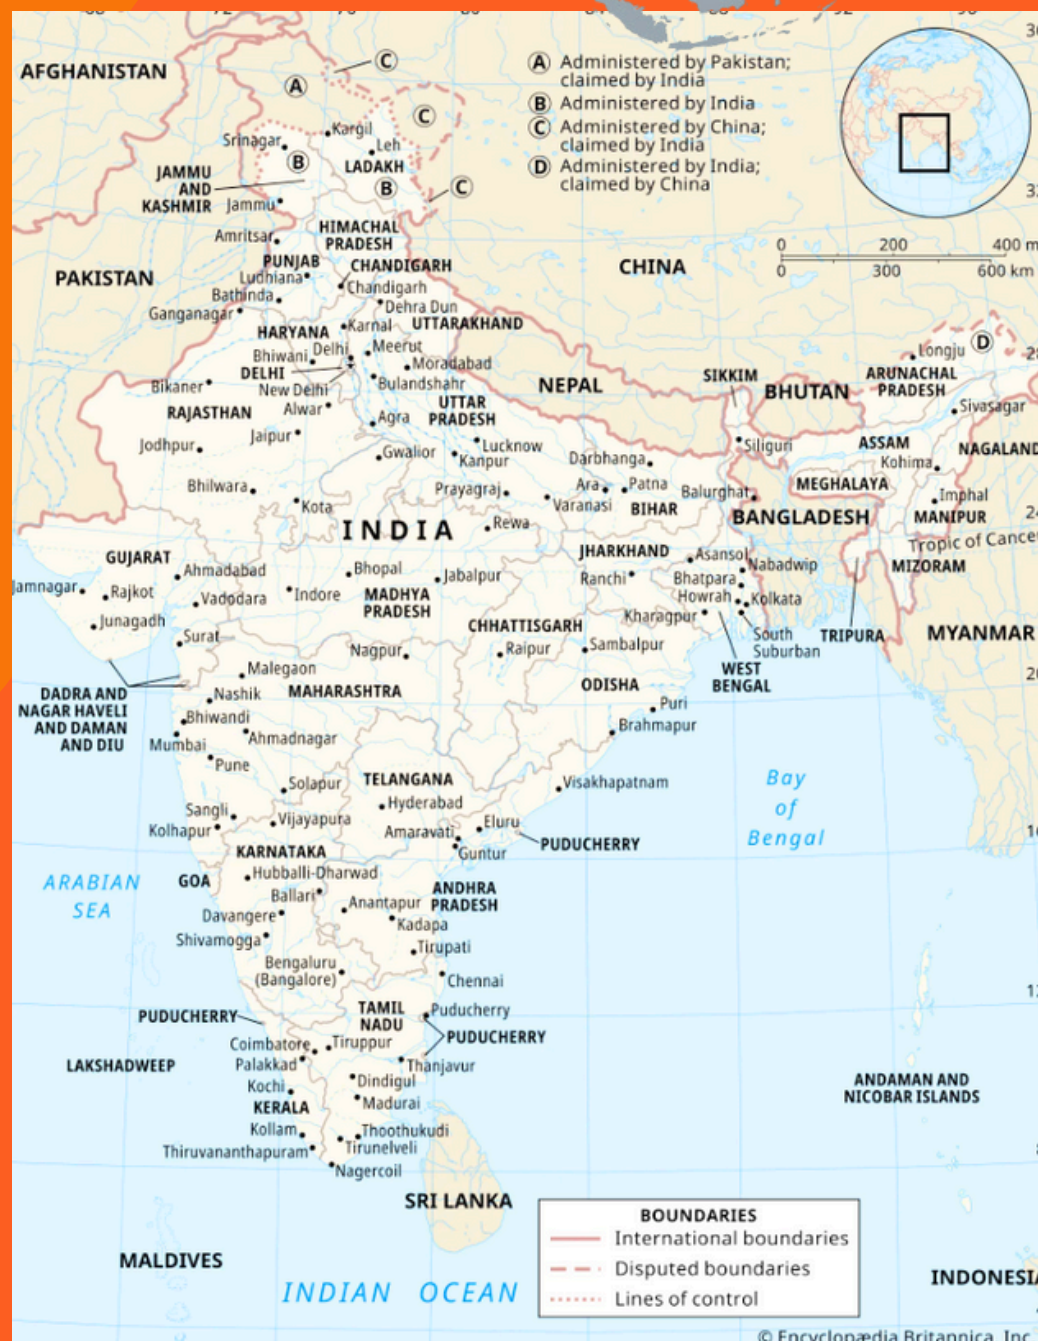 AFGHANISTAN
C
A
C
A Administered by Pakistan;
claimed by India
B Administered by India
C Administered by China;
claimed by India
D Administered by India;
claimed by China
Kargil
Srinagar
Leh
B
LADAKH
B
C
JAMMU
AND
KASHMIR
Jammu
Amritsar
HIMACHAL
PRADESH
0 200 400 m
0 300 600 km
PAKISTAN
PUNJAB
CHANDIGARH
CHINA
Ludhiana
Chandigarh
Bathinda
Dehra Dun
Ganganagar
HARYANA
Karnal
UTTARAKHAND
Bhiwani
Delhi
Meerut
DELHI
Moradabad
New Delhi
Bulandshahr
Bikaner
NEPAL
SIKKIM
BHUTAN
Longju
D
ARUNACHAL
PRADESH
RAJASTHAN
Alwar
UTTAR
PRADESH
Agra
Sivasagar
Jodhpur
Jaipur
Lucknow
Gwalior
Kanpur
Darbhanga
Siliguri
ASSAM
NAGALAND
Kohima
Bhilwara
Kota
Prayagraj
Ara
Patna
Varanasi
BIHAR
Balurghat
MEGHALAYA
Imphal
MANIPUR
INDIA
Rewa
BANGLADESH
Tropic of Cancer
MIZORAM
GUJARAT
Ahmadabad
Bhopal
Jabalpur
JHARKHAND
Asansol
Nabadwip
Ranchi
Bhatpara
Jamnagar
Rajkot
Vadodara
Indore
MADHYA
PRADESH
Howrah
Kolkata
Kharagpur
Junagadh
Surat
CHHATTISGARH
South
Suburban
TRIPURA
MYANMAR
Nagpur
Raipur
Sambalpur
WEST
BENGAL
DADRA AND
NAGAR HAVELI
AND DAMAN
AND DIU
Malegaon
Nashik
MAHARASHTRA
ODISHA
Puri
Bhiwandi
Brahmapur
Mumbai
Ahmadnagar
Pune
Solapur
TELANGANA
Visakhapatnam
Bay
of
Bengal
Hyderabad
Sangli
Kolhapur
Vijayapura
Amaravati
Eluru
Guntur
PUDUCHERRY
KARNATAKA
ARABIAN
SEA
GOA
Hubballi-Dharwad
Ballari
ANDHRA
PRADESH
Davangere
Anantapur
Kadapa
Shivamogga
Tirupati
Bengaluru
(Bangalore)
Chennai
PUDUCHERRY
TAMIL
NADU
Puducherry
PUDUCHERRY
Coimbatore
Tiruppur
LAKSHADWEEP
Palakkad
Thanjavur
Kochi
Dindigul
ANDAMAN AND
NICOBAR ISLANDS
KERALA
Madurai
Kollam
Thoothukudi
Thiruvananthapuram
Tirunelveli
Nagercoil
SRI LANKA
BOUNDARIES
International boundaries
Disputed boundaries
Lines of control
MALDIVES
INDIAN OCEAN
INDONESIA
© Encyclopædia Britannica, Inc.